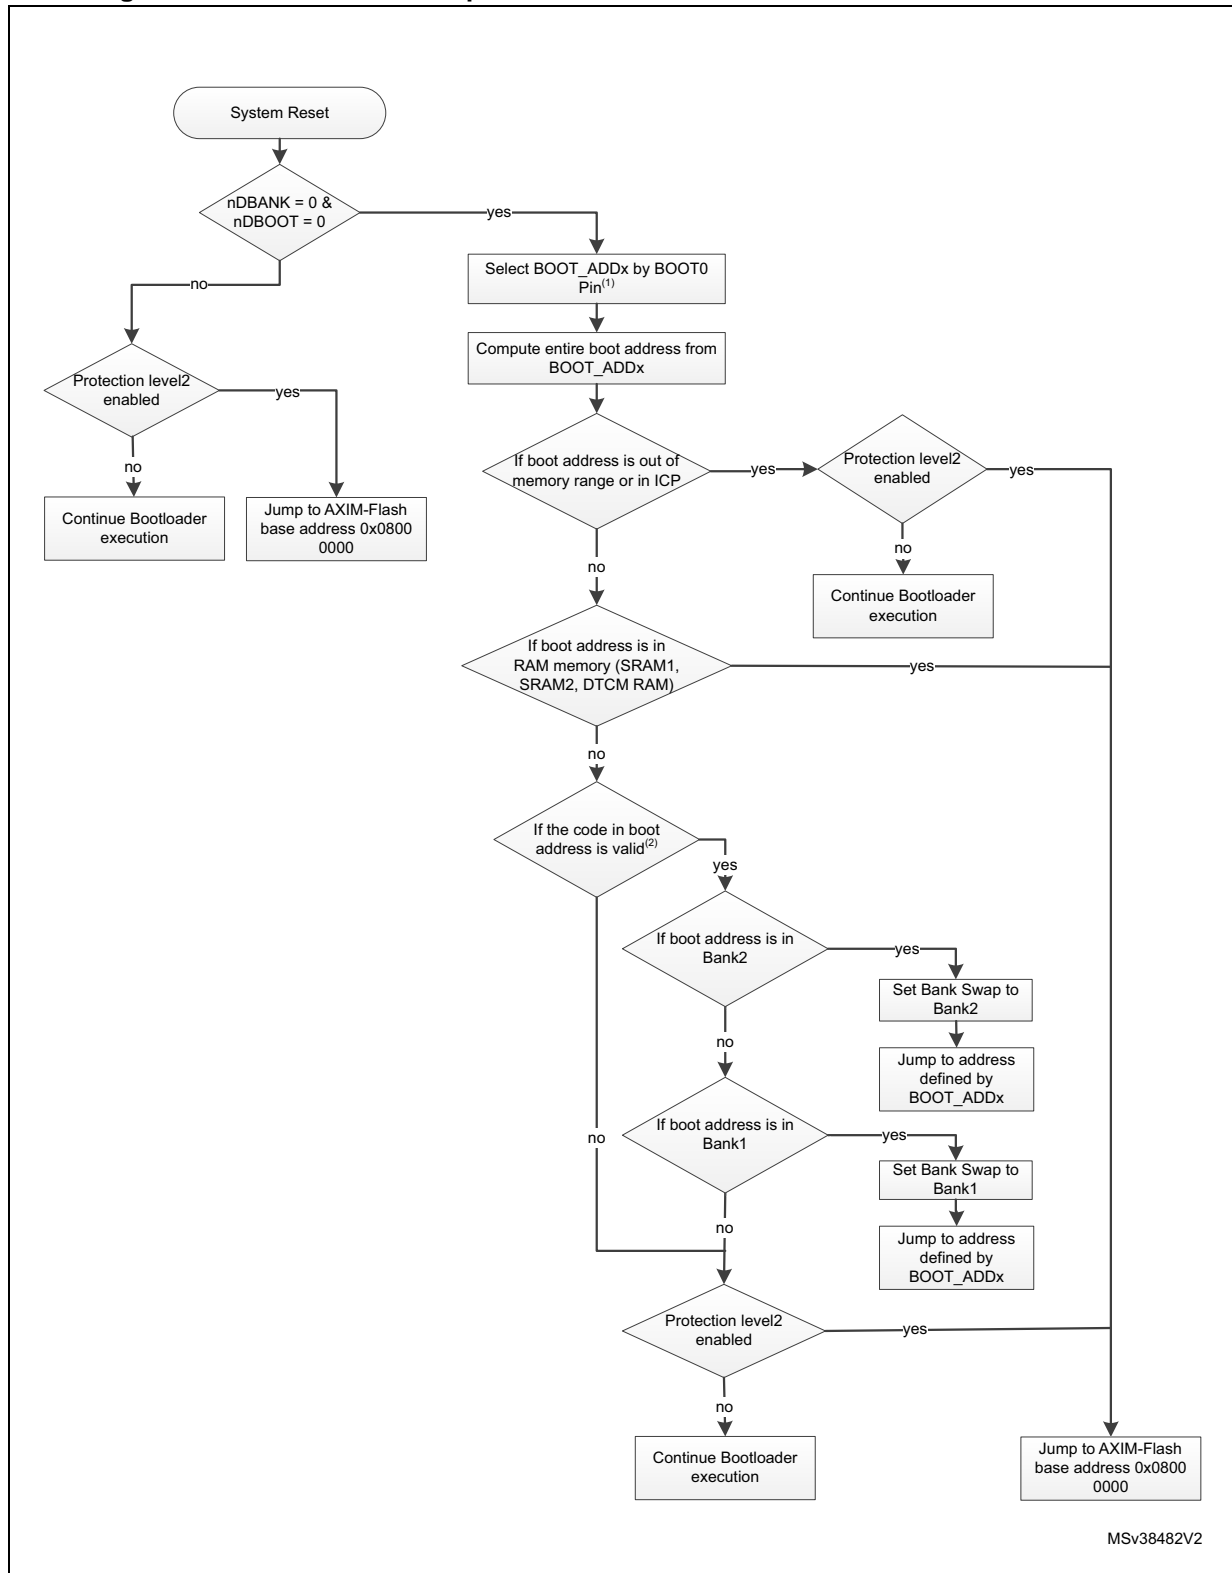 System Reset
nDBANK = 0 &
nDBOOT = 0
yes
no
Select BOOT_ADDx by BOOT0
Pin(1)
Compute entire boot address from
BOOT_ADDx
Protection level2
enabled
yes
no
Continue Bootloader
execution
Jump to AXIM-Flash
base address 0x0800
0000
If boot address is out of
memory range or in ICP
yes
Protection level2
enabled
yes
no
Continue Bootloader
execution
no
If boot address is in
RAM memory (SRAM1,
SRAM2, DTCM RAM)
yes
no
If the code in boot
address is valid(2)
yes
If boot address is in
Bank2
yes
Set Bank Swap to
Bank2
Jump to address
defined by
BOOT_ADDx
no
If boot address is in
Bank1
yes
Set Bank Swap to
Bank1
Jump to address
defined by
BOOT_ADDx
no
no
Protection level2
enabled
yes
no
Continue Bootloader
execution
Jump to AXIM-Flash
base address 0x0800
0000
MSv38482V2